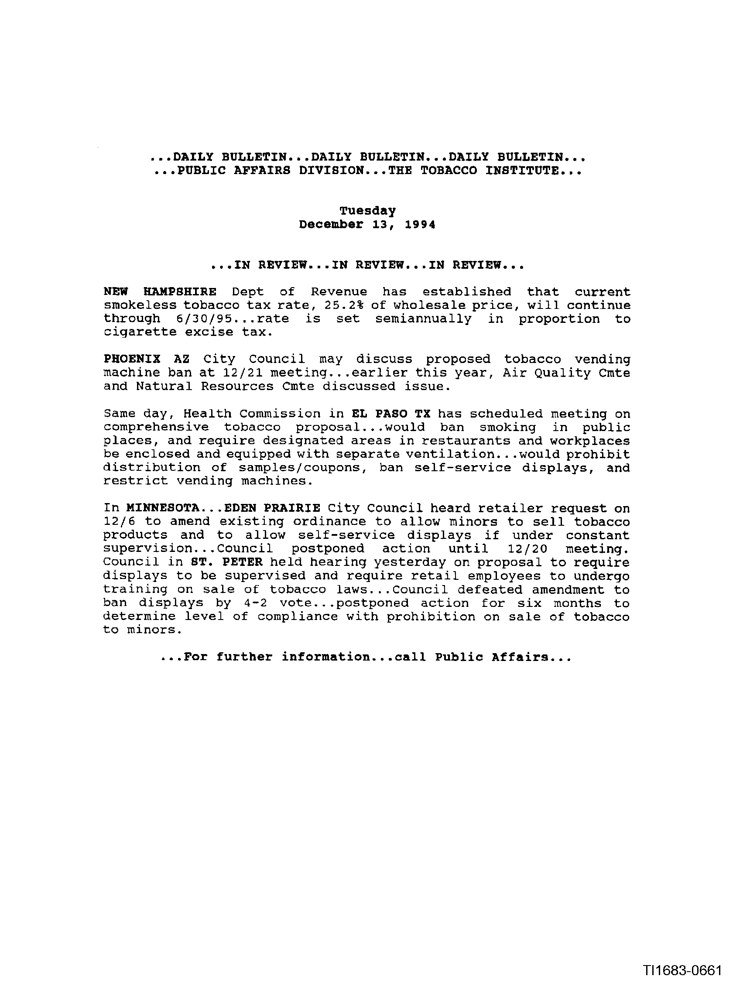 ...DAILY BULLETIN...DAILY BULLETIN...DAILY BULLETIN...
...PUBLIC AFFAIRS DIVISION...THE TOBACCO INSTITUTE...
Tuesday
December 13, 1994
...IN REVIEW...IN REVIEW...IN REVIEW...
NEW HAMPSHIRE Dept of Revenue has established that current
smokeless tobacco tax rate, 25.2% of wholesale price, will continue
through 6/30/95...rate is set semiannually in proportion to
cigarette excise tax.
PHOENIX AZ City Council may discuss proposed tobacco vending
machine ban at 12/21 meeting...earlier this year, Air Quality Cmte
and Natural Resources Cmte discussed issue.
Same day, Health Commission in EL PASO TX has scheduled meeting on
comprehensive tobacco proposal...would ban smoking in public
places, and require designated areas in restaurants and workplaces
be enclosed and equipped with separate ventilation...would prohibit
distribution of samples/coupons, ban self-service displays, and
restrict vending machines.
In MINNESOTA...EDEN PRAIRIE City Council heard retailer request on
12/6 to amend existing ordinance to allow minors to sell tobacco
products and to allow self-service displays if under constant
supervision...Council postponed action until 12/20 meeting.
Council in ST. PETER held hearing yesterday on proposal to require
displays to be supervised and require retail employees to undergo
training on sale of tobacco laws...Council defeated amendment to
ban displays by 4-2 vote...postponed action for six months to
determine level of compliance with prohibition on sale of tobacco
to minors.
...For further information...call Public Affairs...
TI1683-0661